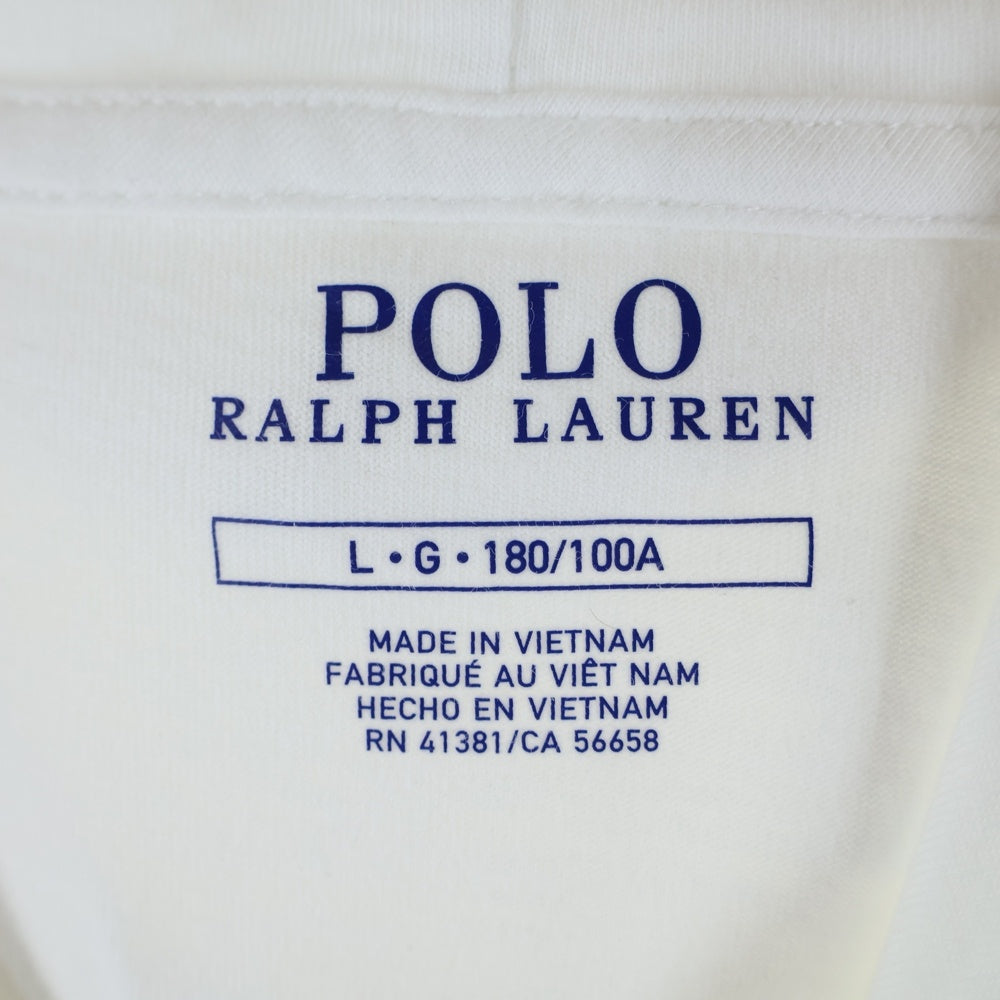 POLO
RALPH LAUREN
L • G • 180/100A
MADE IN VIETNAM
FABRIQUÉ AU VIÊT NAM
HECHO EN VIETNAM
RN 41381/CA 56658